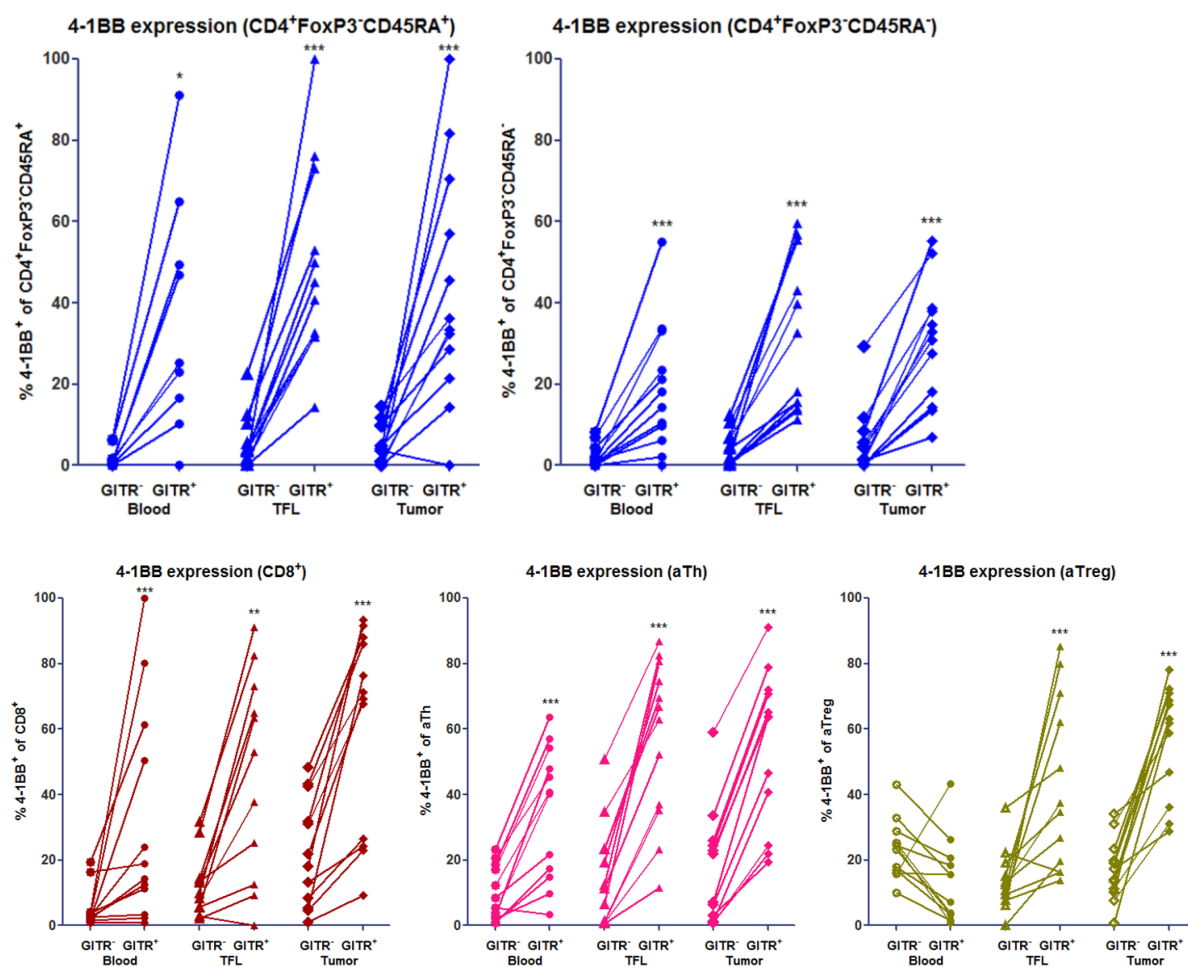 4-1BB expression (CD4⁺FoxP3⁻CD45RA⁺)
4-1BB expression (CD4⁺FoxP3⁻CD45RA⁻)
% 4-1BB⁺ of CD4⁺FoxP3⁻CD45RA⁺
100
80
60
40
20
0
*
***
***
GITR⁻ GITR⁺ GITR⁻ GITR⁺ GITR⁻ GITR⁺
Blood TFL Tumor
% 4-1BB⁺ of CD4⁺FoxP3⁻CD45RA⁻
100
80
60
40
20
0
***
***
***
GITR⁻ GITR⁺ GITR⁻ GITR⁺ GITR⁻ GITR⁺
Blood TFL Tumor
4-1BB expression (CD8⁺)
% 4-1BB⁺ of CD8⁺
100
80
60
40
20
0
***
**
***
GITR⁻ GITR⁺ GITR⁻ GITR⁺ GITR⁻ GITR⁺
Blood TFL Tumor
4-1BB expression (aTh)
% 4-1BB⁺ of aTh
100
80
60
40
20
0
***
***
***
GITR⁻ GITR⁺ GITR⁻ GITR⁺ GITR⁻ GITR⁺
Blood TFL Tumor
4-1BB expression (aTreg)
% 4-1BB⁺ of aTreg
100
80
60
40
20
0
***
***
GITR⁻ GITR⁺ GITR⁻ GITR⁺ GITR⁻ GITR⁺
Blood TFL Tumor